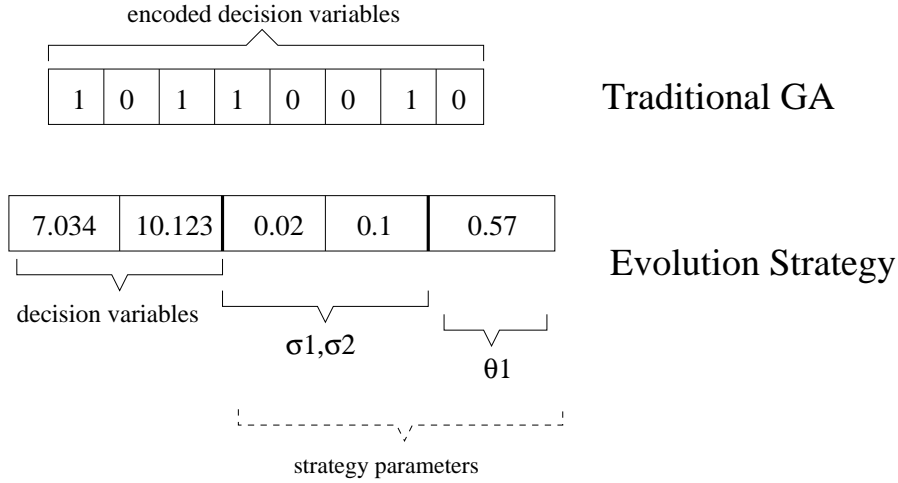 encoded decision variables
1 0 1 1 0 0 1 0
Traditional GA
7.034 10.123 0.02 0.1 0.57
Evolution Strategy
decision variables
σ1,σ2
θ1
strategy parameters